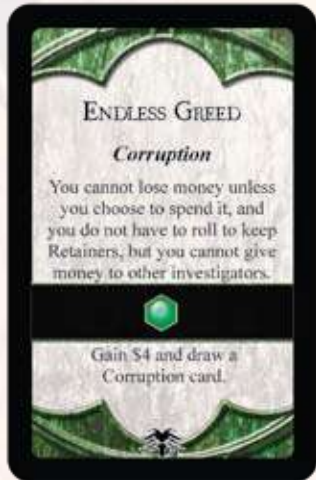 ENDLESS GREED
Corruption
You cannot lose money unless
you choose to spend it, and
you do not have to roll to keep
Retainers, but you cannot give
money to other investigators.
Gain $4 and draw a
Corruption card.